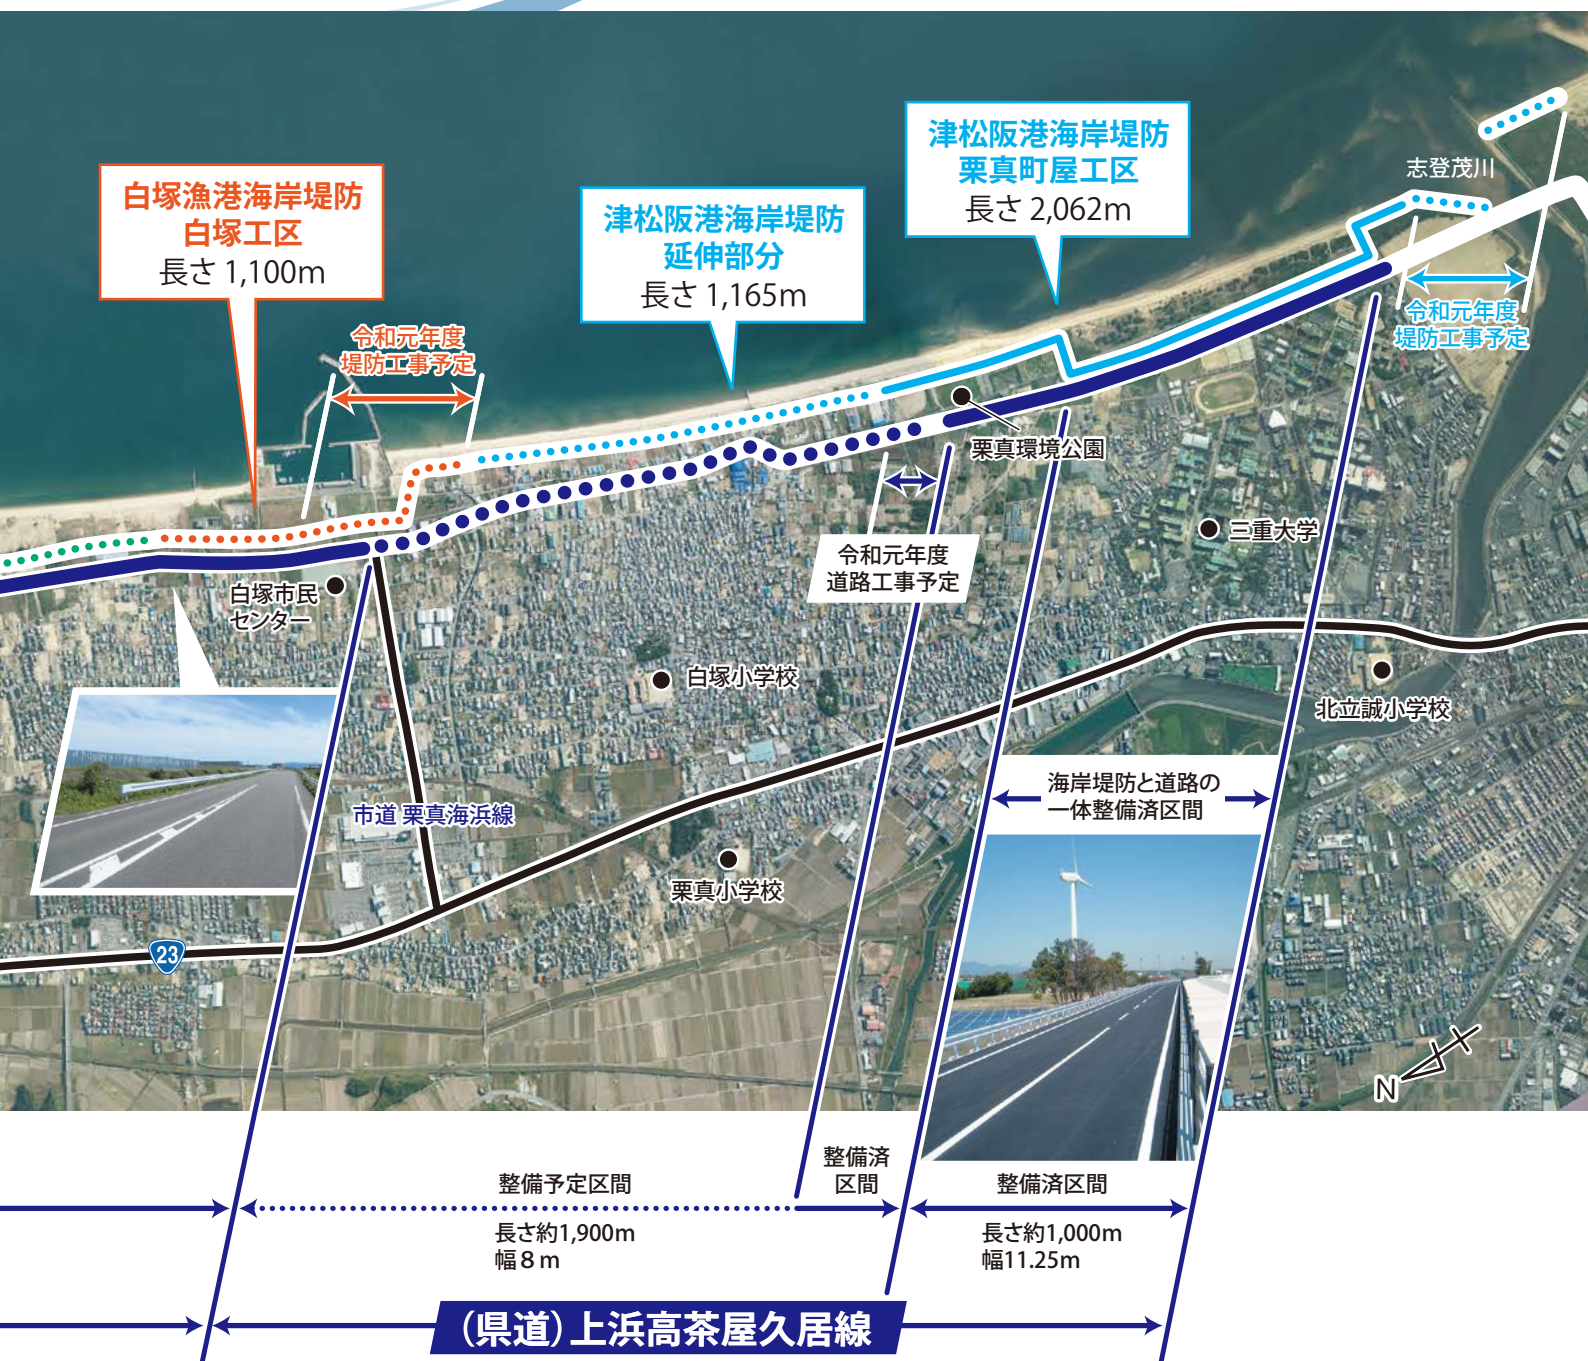 津松阪港海岸堤防
栗真町屋工区
長さ 2,062m
志登茂川
白塚漁港海岸堤防
白塚工区
長さ 1,100m
津松阪港海岸堤防
延伸部分
長さ 1,165m
令和元年度
堤防工事予定
令和元年度
堤防工事予定
栗真環境公園
三重大学
令和元年度
道路工事予定
白塚市民
センター
白塚小学校
北立誠小学校
海岸堤防と道路の
一体整備済区間
市道 栗真海浜線
栗真小学校
23
N
整備予定区間
長さ約1,900m
幅8m
整備済
区間
整備済区間
長さ約1,000m
幅11.25m
（県道）上浜高茶屋久居線